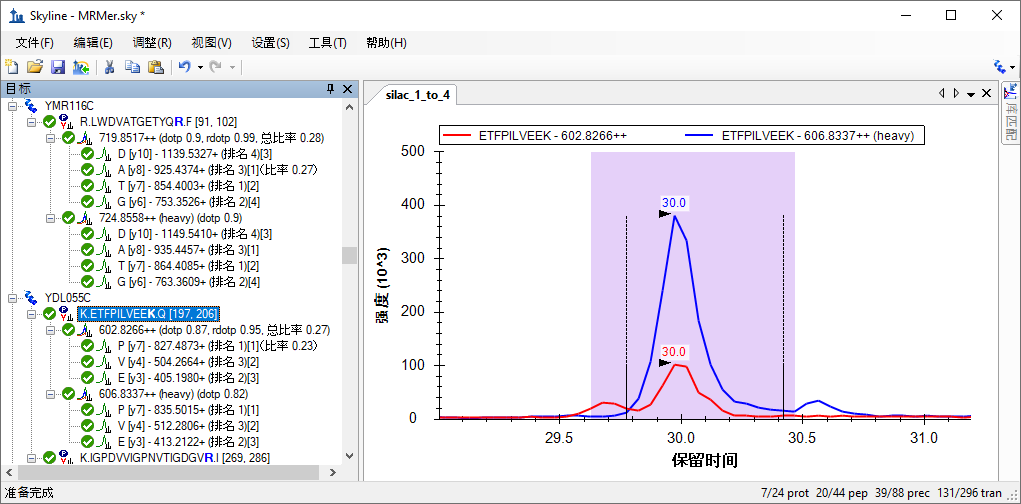 Skyline - MRMer.sky *
文件(F) 编辑(E) 调整(R) 视图(V) 设置(S) 工具(T) 帮助(H)
目标
YMR116C
R.LWDVATGETYQR.F [91, 102]
719.8517++ (dotp 0.9, rdotp 0.99, 总比率 0.28)
D [y10] - 1139.5327+ (排名 4)[3]
A [y8] - 925.4374+ (排名 3)[1](比率 0.27)
T [y7] - 854.4003+ (排名 1)[2]
G [y6] - 753.3526+ (排名 2)[4]
724.8558++ (heavy) (dotp 0.9)
D [y10] - 1149.5410+ (排名 4)[3]
A [y8] - 935.4457+ (排名 3)[1]
T [y7] - 864.4085+ (排名 1)[2]
G [y6] - 763.3609+ (排名 2)[4]
YDL055C
K.ETFPILVEEK.Q [197, 206]
602.8266++ (dotp 0.87, rdotp 0.95, 总比率 0.27)
P [y7] - 827.4873+ (排名 1)[1](比率 0.23)
V [y4] - 504.2664+ (排名 3)[2]
E [y3] - 405.1980+ (排名 2)[3]
606.8337++ (heavy) (dotp 0.82)
P [y7] - 835.5015+ (排名 1)[1]
V [y4] - 512.2806+ (排名 3)[2]
E [y3] - 413.2122+ (排名 2)[3]
K.IGPDVVIGPNVTIGDGVR.I [269, 286]
silac_1_to_4
ETFPILVEEK - 602.8266++ ETFPILVEEK - 606.8337++ (heavy)
500
400
300
200
100
0
强度 (10^3)
30.0
30.0
29.5 30.0 30.5 31.0
保留时间
库匹配
准备完成 7/24 prot 20/44 pep 39/88 prec 131/296 tran